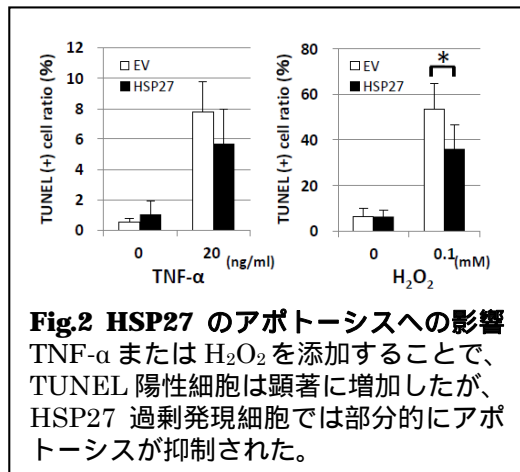 TUNEL (+) cell ratio (%)
12
10
8
6
4
2
0
EV
HSP27
0
20 (ng/ml)
TNF-α
TUNEL (+) cell ratio (%)
80
60
40
20
0
EV
HSP27
*
0
0.1 (mM)
H₂O₂
Fig.2 HSP27 のアポトーシスへの影響
TNF-α または H₂O₂を添加することで、
TUNEL 陽性細胞は顕著に増加したが、
HSP27 過剰発現細胞では部分的にアポ
トーシスが抑制された。